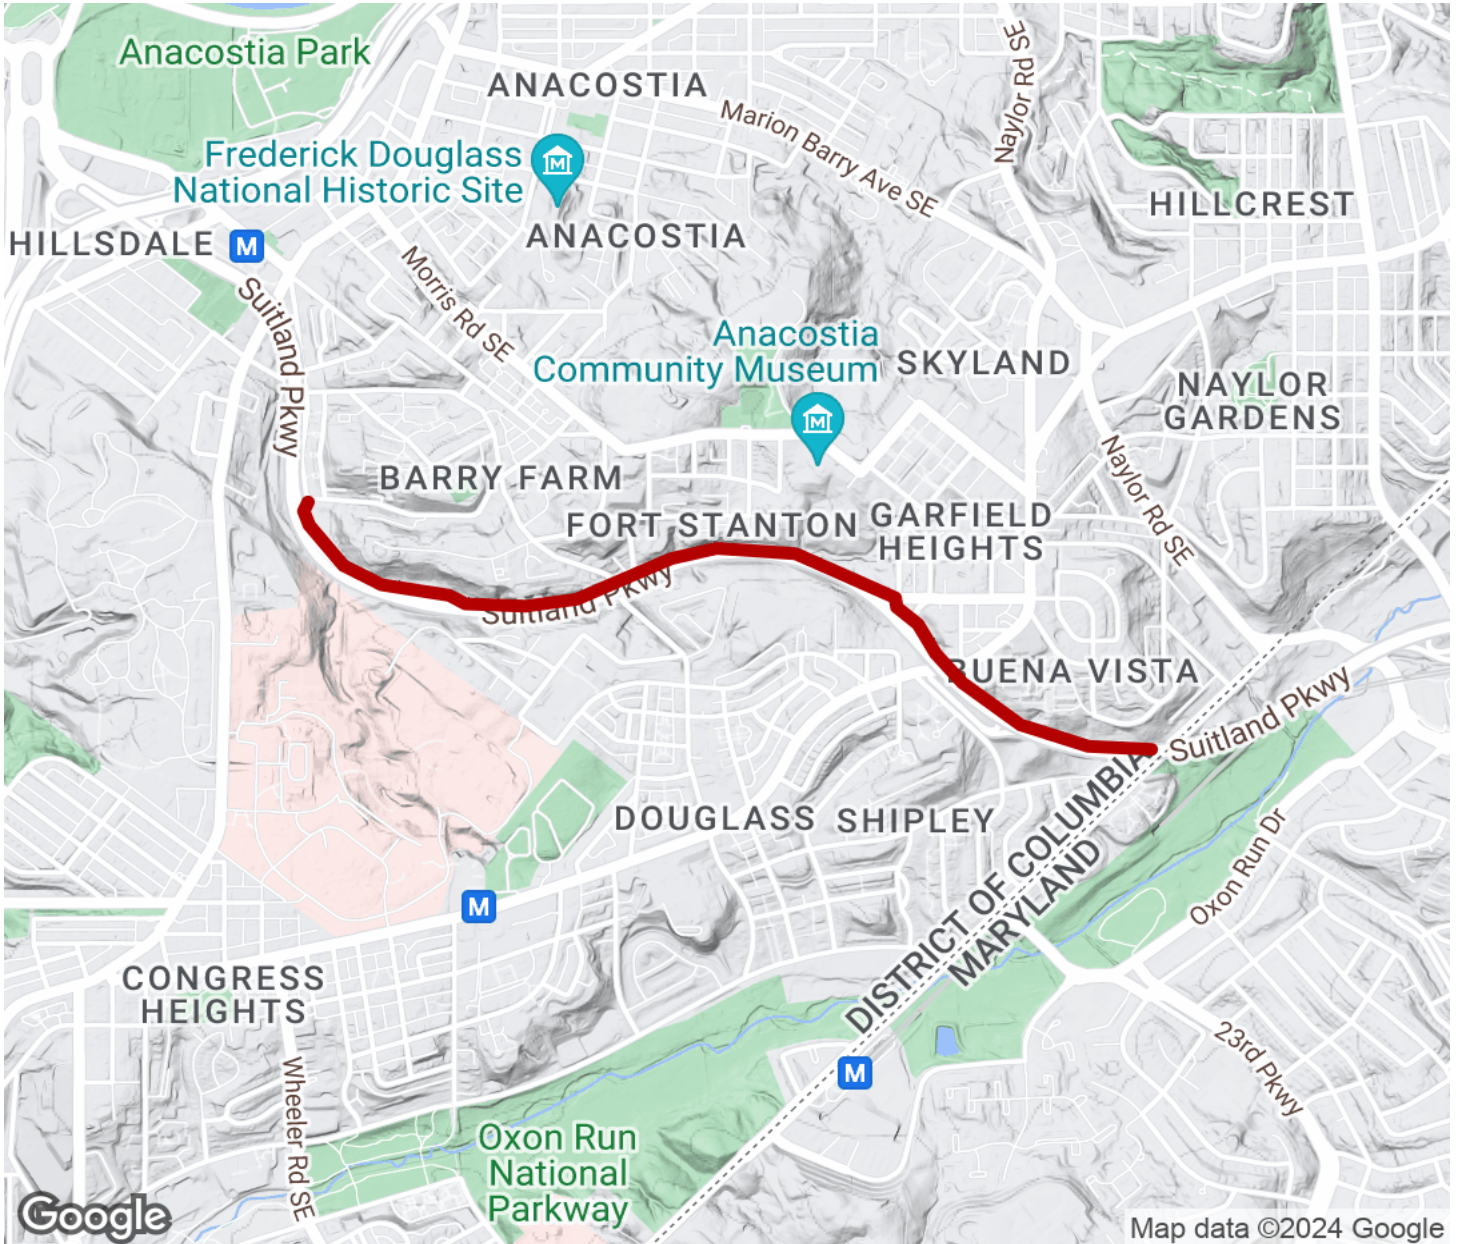 Anacostia Park
ANACOSTIA
Naylor Rd SE
Marion Barry Ave SE
Frederick Douglass
National Historic Site
M
HILLCREST
ANACOSTIA
HILLSDALE
M
Morris Rd SE
Suitland Pkwy
Anacostia
Community Museum
M
SKYLAND
NAYLOR
GARDENS
BARRY FARM
Naylor Rd SE
FORT STANTON
GARFIELD
HEIGHTS
Suitland Pkwy
BUENA VISTA
Suitland Pkwy
DOUGLASS
SHIPLEY
DISTRICT OF COLUMBIA
MARYLAND
Oxon Run Dr
M
CONGRESS
HEIGHTS
M
23rd Pkwy
Wheeler Rd SE
Oxon Run
National
Parkway
Google
Map data ©2024 Google